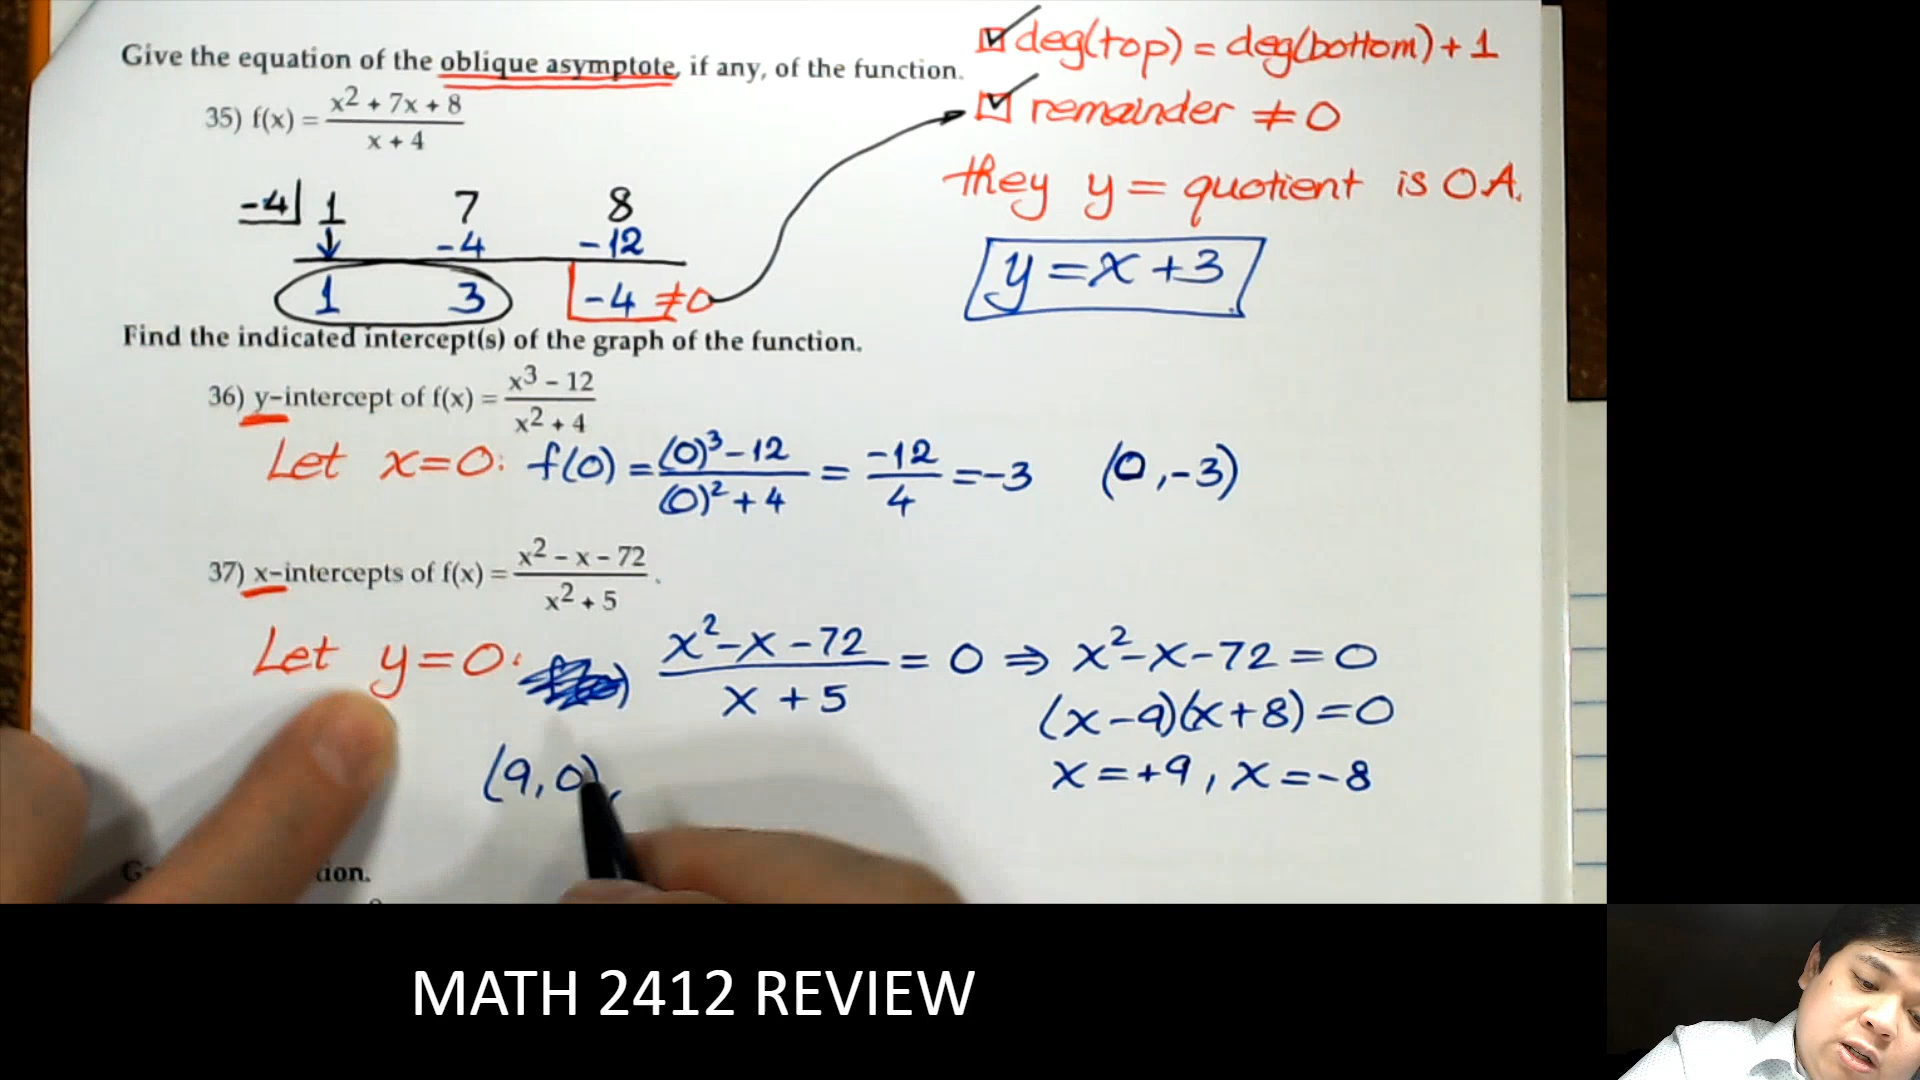 Give the equation of the oblique asymptote, if any, of the function.
☑ deg(top) = deg(bottom) + 1
35) f(x) = (x² + 7x + 8)/(x + 4)
☑ remainder ≠ 0
they y = quotient is OA.
-4| 1 7 8
↓ -4 -12
1 3 -4 ≠0
y = x + 3
Find the indicated intercept(s) of the graph of the function.
36) y-intercept of f(x) = (x³ - 12)/(x² + 4)
Let x=0: f(0) = ((0)³ - 12)/((0)² + 4) = -12/4 = -3 (0, -3)
37) x-intercepts of f(x) = (x² - x - 72)/(x² + 5).
Let y=0: (x² - x - 72)/(x + 5) = 0 ⇒ x² - x - 72 = 0
(x - 9)(x + 8) = 0
(9, 0),
x = +9, x = -8
MATH 2412 REVIEW